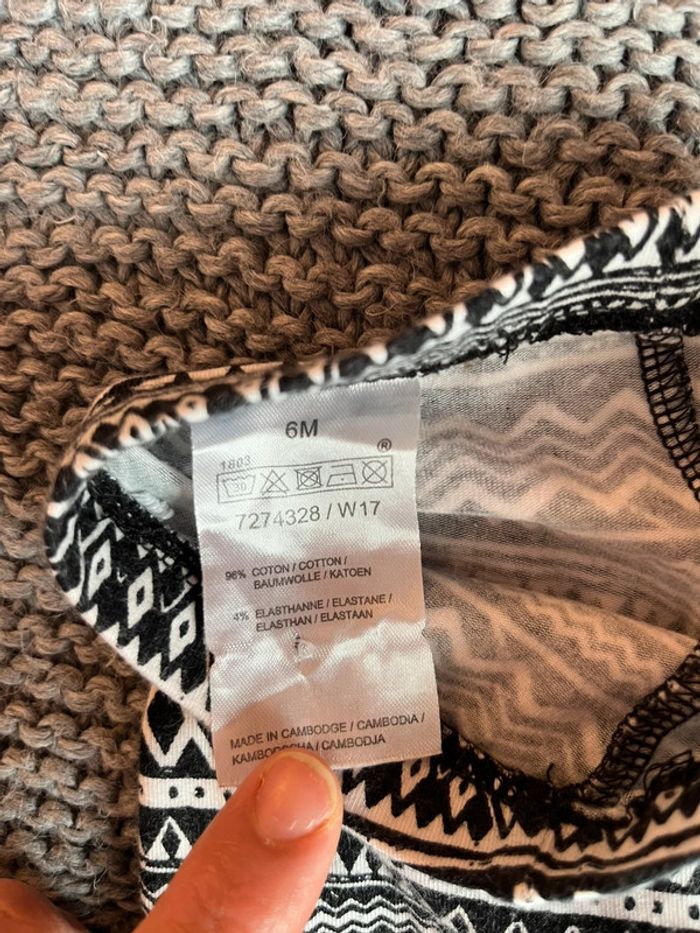 6M
®
1803
30
7274328 / W17
96% COTON / COTTON /
BAUMWOLLE / KATOEN
4% ELASTHANNE / ELASTANE /
ELASTHAN / ELASTAAN
MADE IN CAMBODGE / CAMBODIA /
/ CAMBODJA